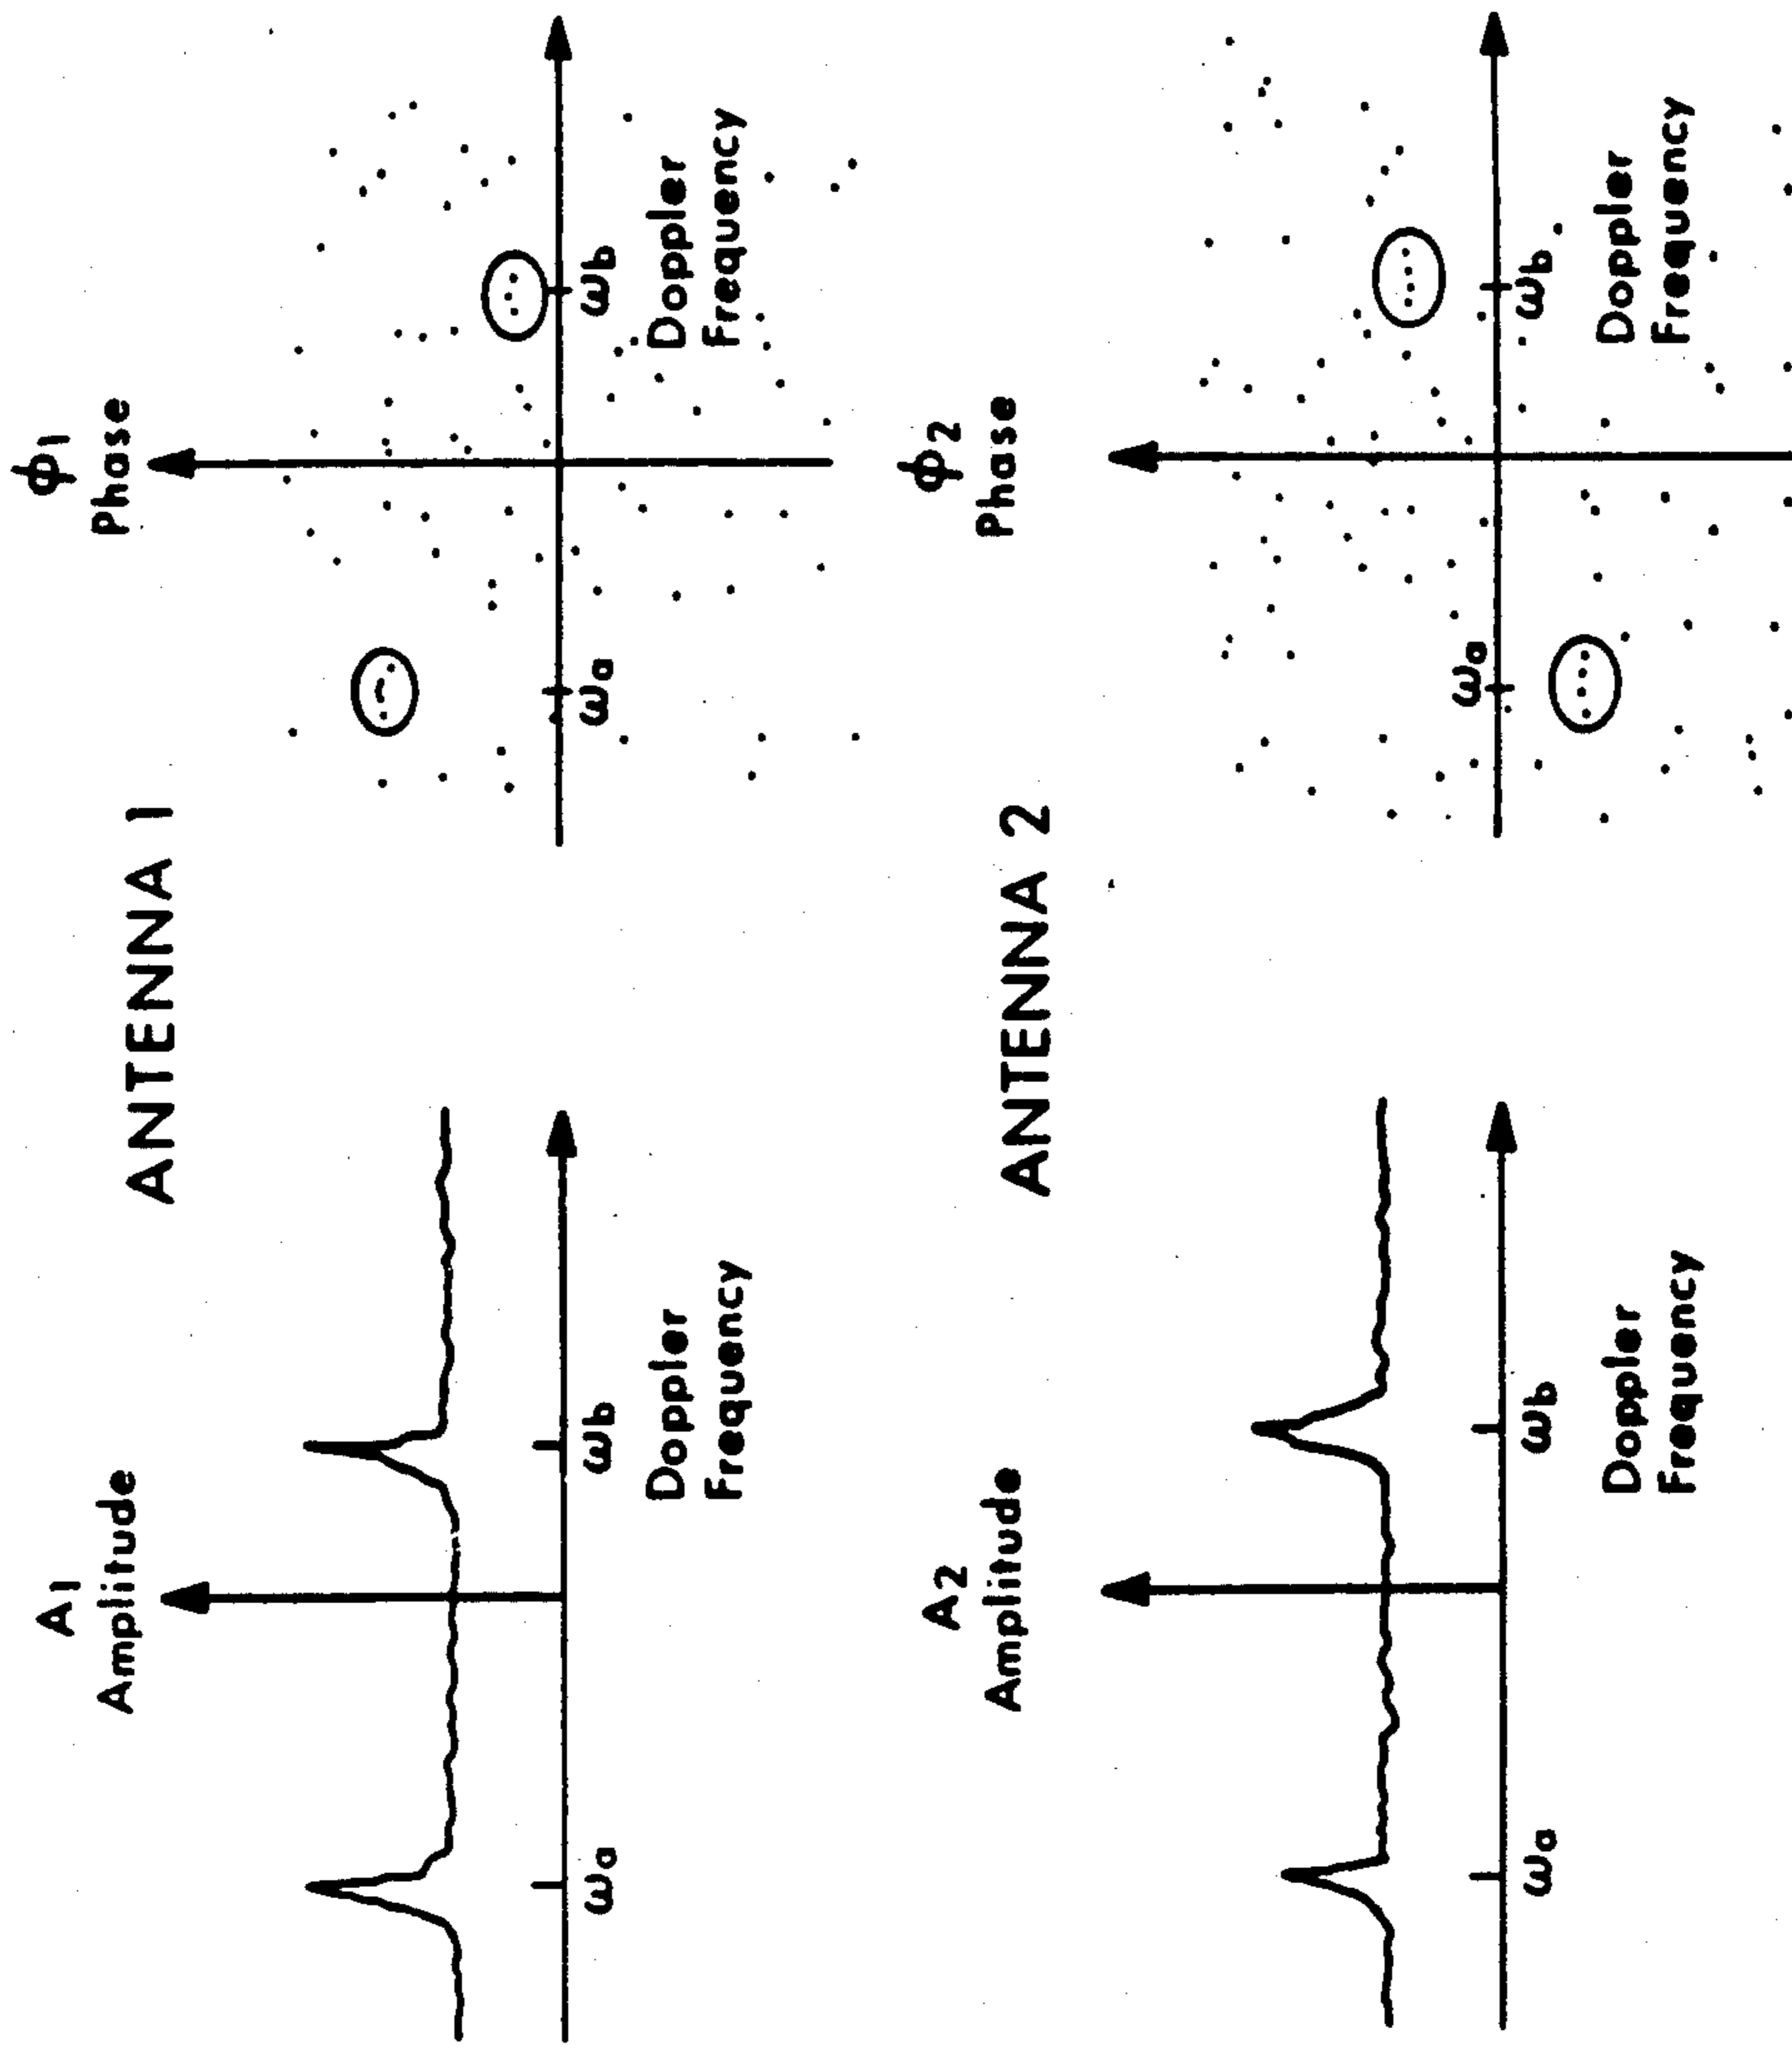 ANTENNA 1
A1
Amplitude
ωa
ωb
Doppler
Frequency
Φ1
Phase
ωa
ωb
Doppler
Frequency
ANTENNA 2
A2
Amplitude
ωa
ωb
Doppler
Frequency
Φ2
Phase
ωa
ωb
Doppler
Frequency